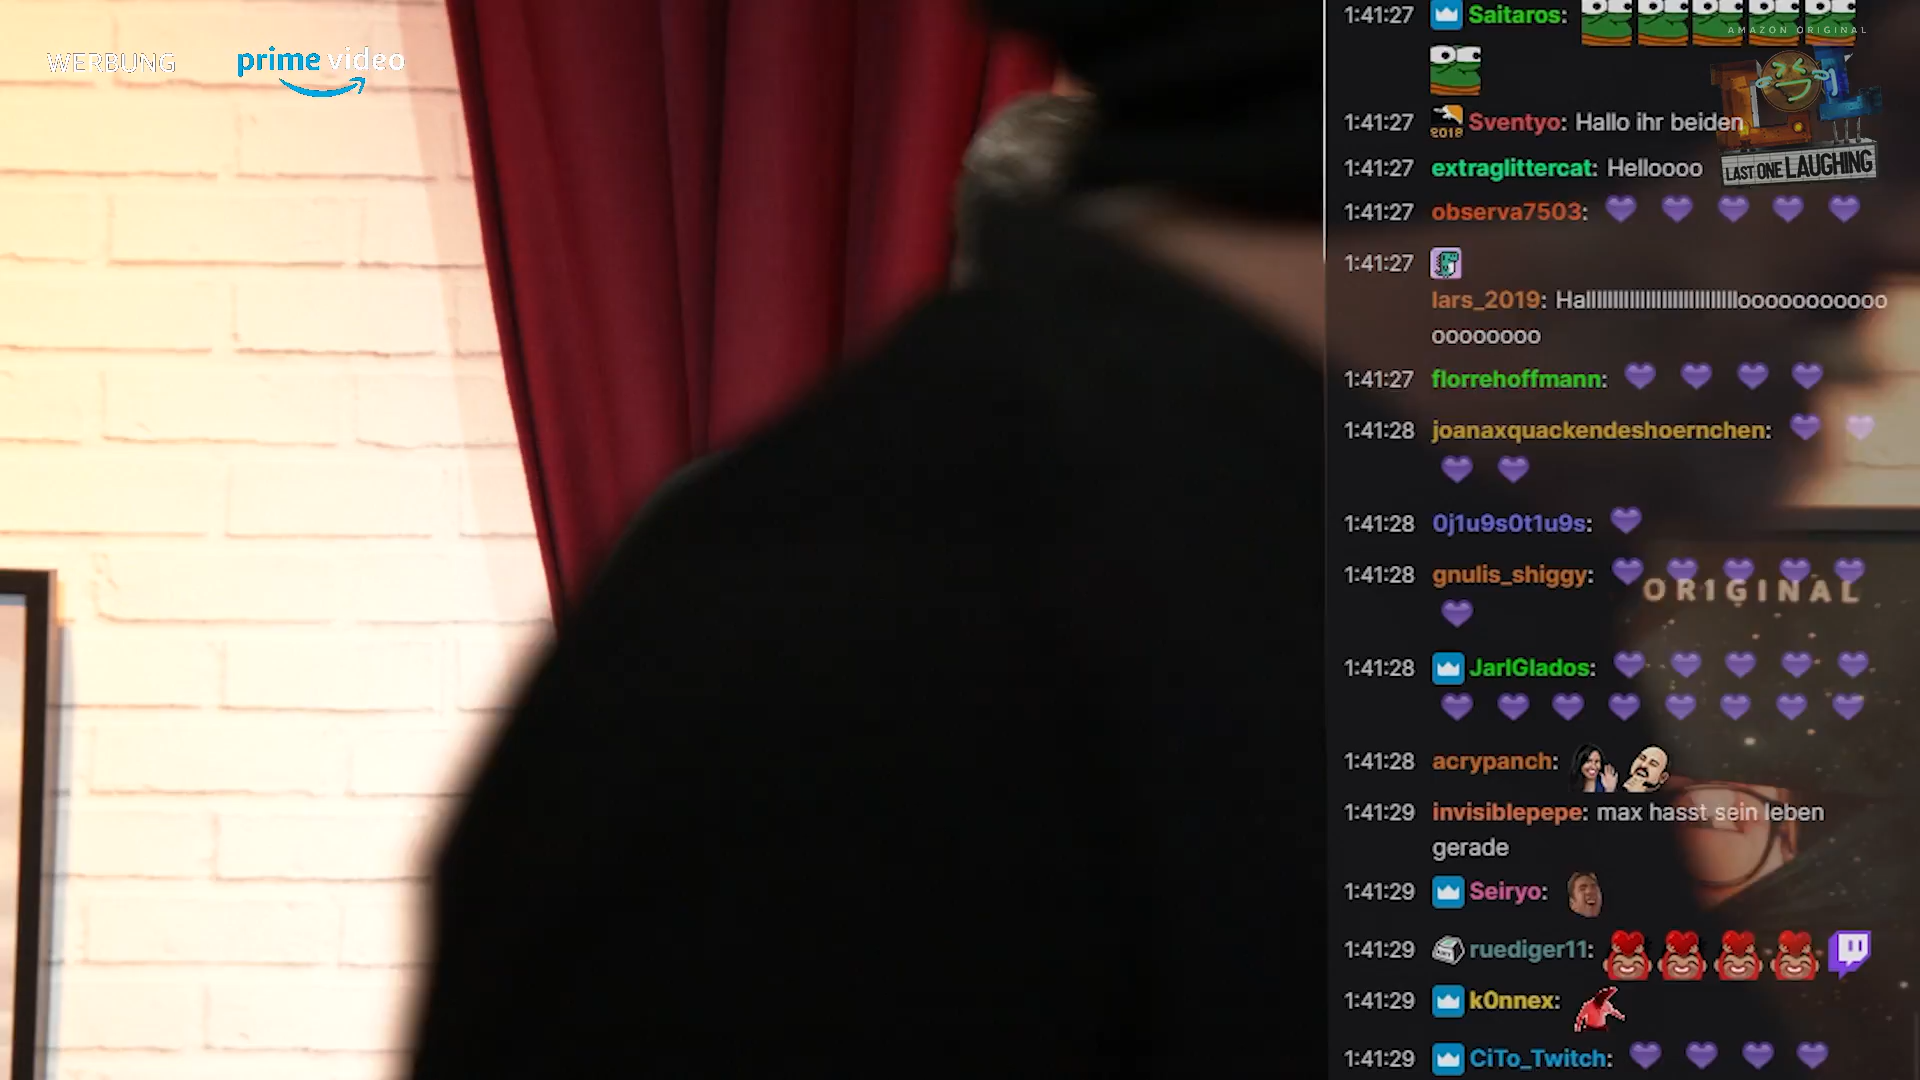 WERBUNG
prime video
1:41:27 Saitaros:
AMAZON ORIGINAL
1:41:27 2018 Sventyo: Hallo ihr beiden
LAST ONE LAUGHING
1:41:27 extraglittercat: Helloooo
1:41:27 observa7503:
1:41:27
lars_2019: Hallllllllllllllllllllllllllllooooooooooo
oooooooo
1:41:27 florrehoffmann:
1:41:28 joanaxquackendeshoernchen:
1:41:28 0j1u9s0t1u9s:
1:41:28 gnulis_shiggy:
OR1GINAL
1:41:28 JarlGlados:
1:41:28 acrypanch:
1:41:29 invisiblepepe: max hasst sein leben
gerade
1:41:29 Seiryo:
1:41:29 ruediger11:
1:41:29 k0nnex:
1:41:29 CiTo_Twitch: